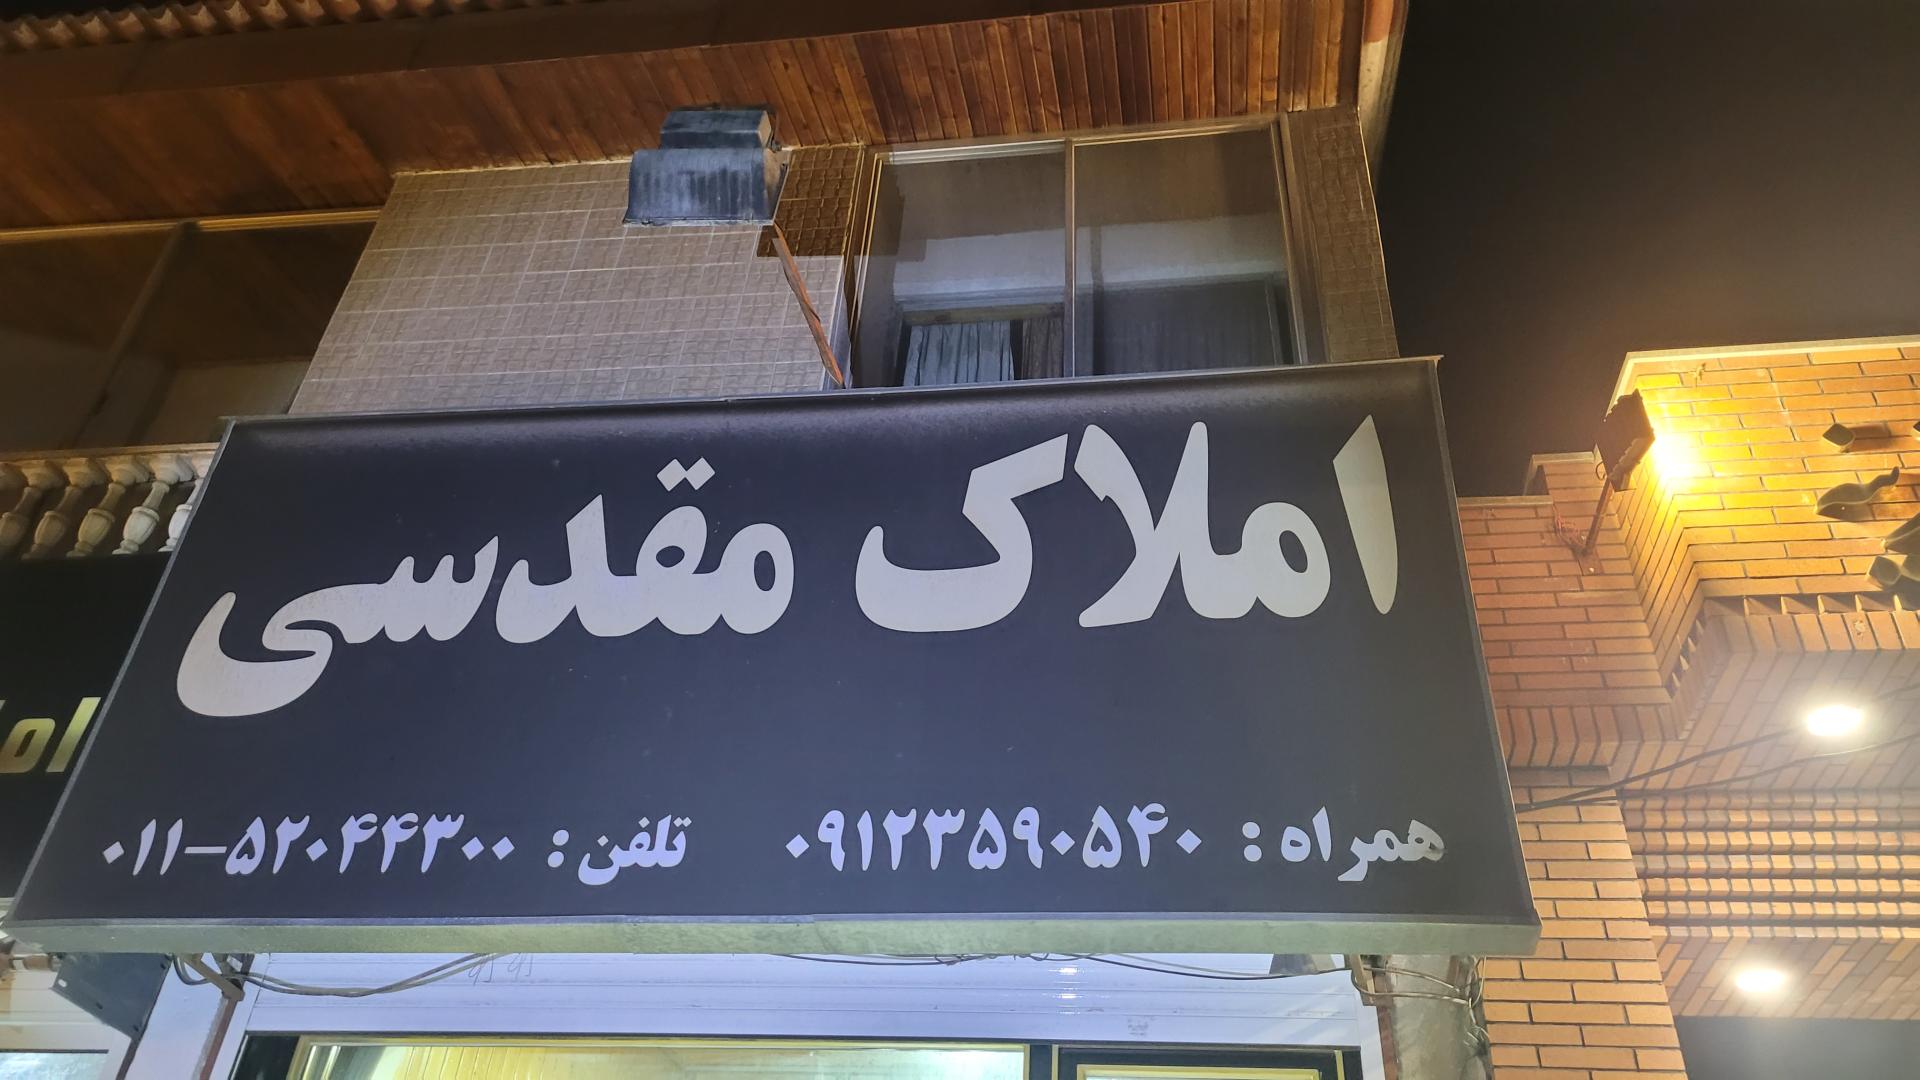 املاک مقدسی
همراه : ۰۹۱۲۳۵۹۰۵۴۰ تلفن : ۰۱۱-۵۲۰۴۴۳۰۰